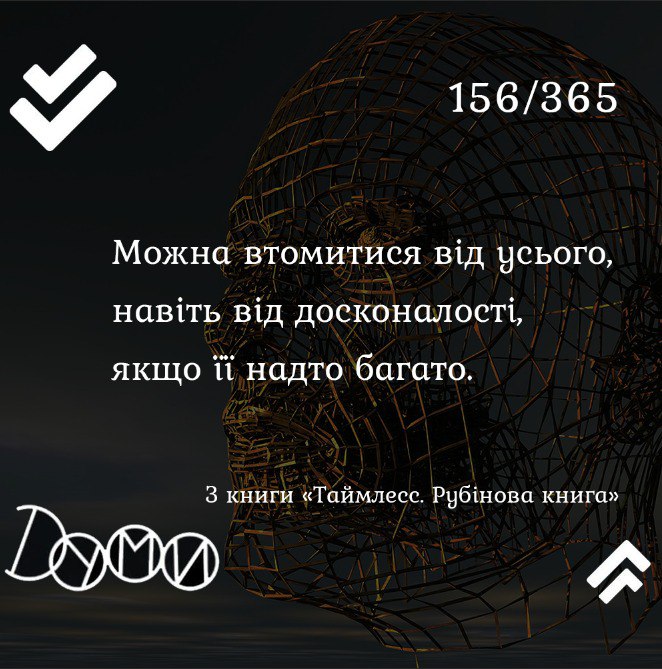 156/365
Можна втомитися від усього,
навіть від досконалості,
якщо її надто багато.
З книги «Таймлесс. Рубінова книга»
Думи